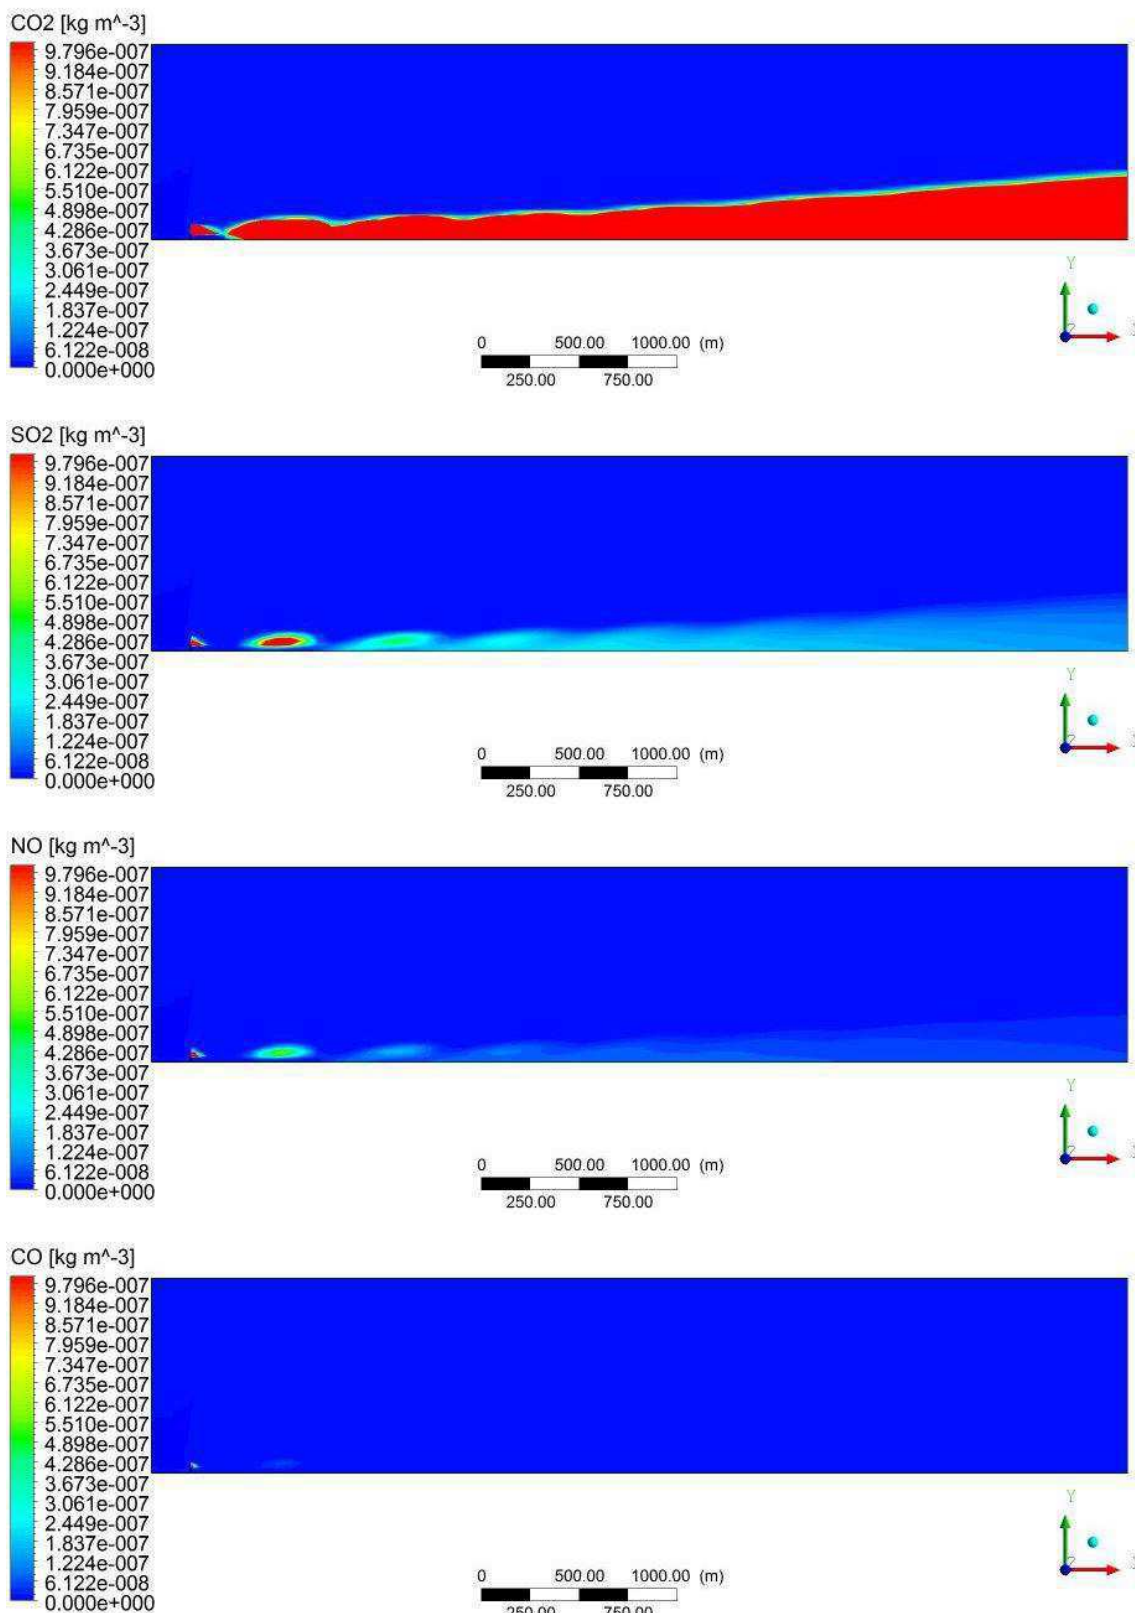 CO2 [kg m^-3]
9.796e-007
9.184e-007
8.571e-007
7.959e-007
7.347e-007
6.735e-007
6.122e-007
5.510e-007
4.898e-007
4.286e-007
3.673e-007
3.061e-007
2.449e-007
1.837e-007
1.224e-007
6.122e-008
0.000e+000
Y
Z
0 500.00 1000.00 (m)
250.00 750.00
SO2 [kg m^-3]
9.796e-007
9.184e-007
8.571e-007
7.959e-007
7.347e-007
6.735e-007
6.122e-007
5.510e-007
4.898e-007
4.286e-007
3.673e-007
3.061e-007
2.449e-007
1.837e-007
1.224e-007
6.122e-008
0.000e+000
Y
Z
0 500.00 1000.00 (m)
250.00 750.00
NO [kg m^-3]
9.796e-007
9.184e-007
8.571e-007
7.959e-007
7.347e-007
6.735e-007
6.122e-007
5.510e-007
4.898e-007
4.286e-007
3.673e-007
3.061e-007
2.449e-007
1.837e-007
1.224e-007
6.122e-008
0.000e+000
Y
Z
0 500.00 1000.00 (m)
250.00 750.00
CO [kg m^-3]
9.796e-007
9.184e-007
8.571e-007
7.959e-007
7.347e-007
6.735e-007
6.122e-007
5.510e-007
4.898e-007
4.286e-007
3.673e-007
3.061e-007
2.449e-007
1.837e-007
1.224e-007
6.122e-008
0.000e+000
Y
Z
0 500.00 1000.00 (m)
250.00 750.00